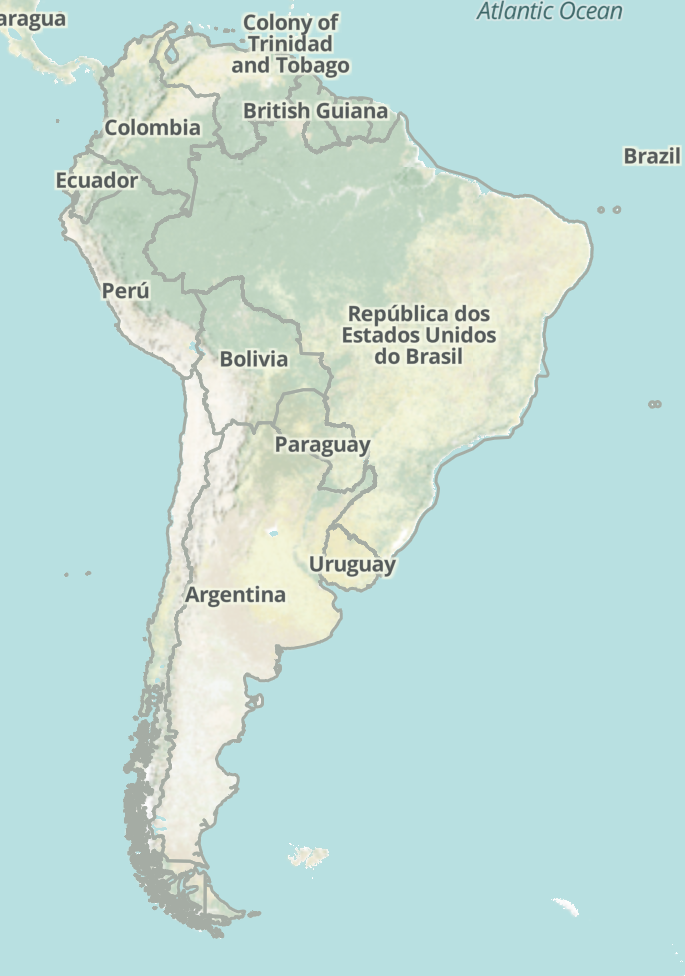 Atlantic Ocean
aragua
Colony of
Trinidad
and Tobago
British Guiana
Colombia
Brazil
Ecuador
Perú
República dos
Estados Unidos
do Brasil
Bolivia
Paraguay
Uruguay
Argentina